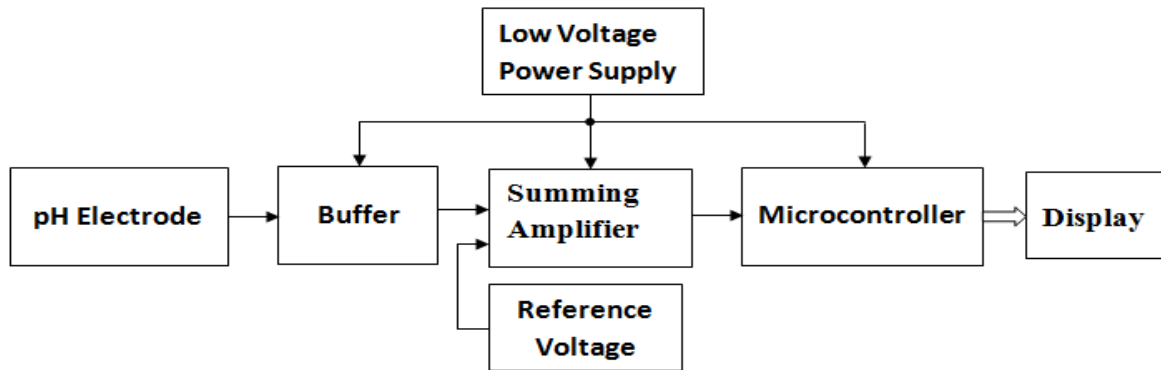 Low Voltage
Power Supply
pH Electrode
Buffer
Summing
Amplifier
Microcontroller
Display
Reference
Voltage